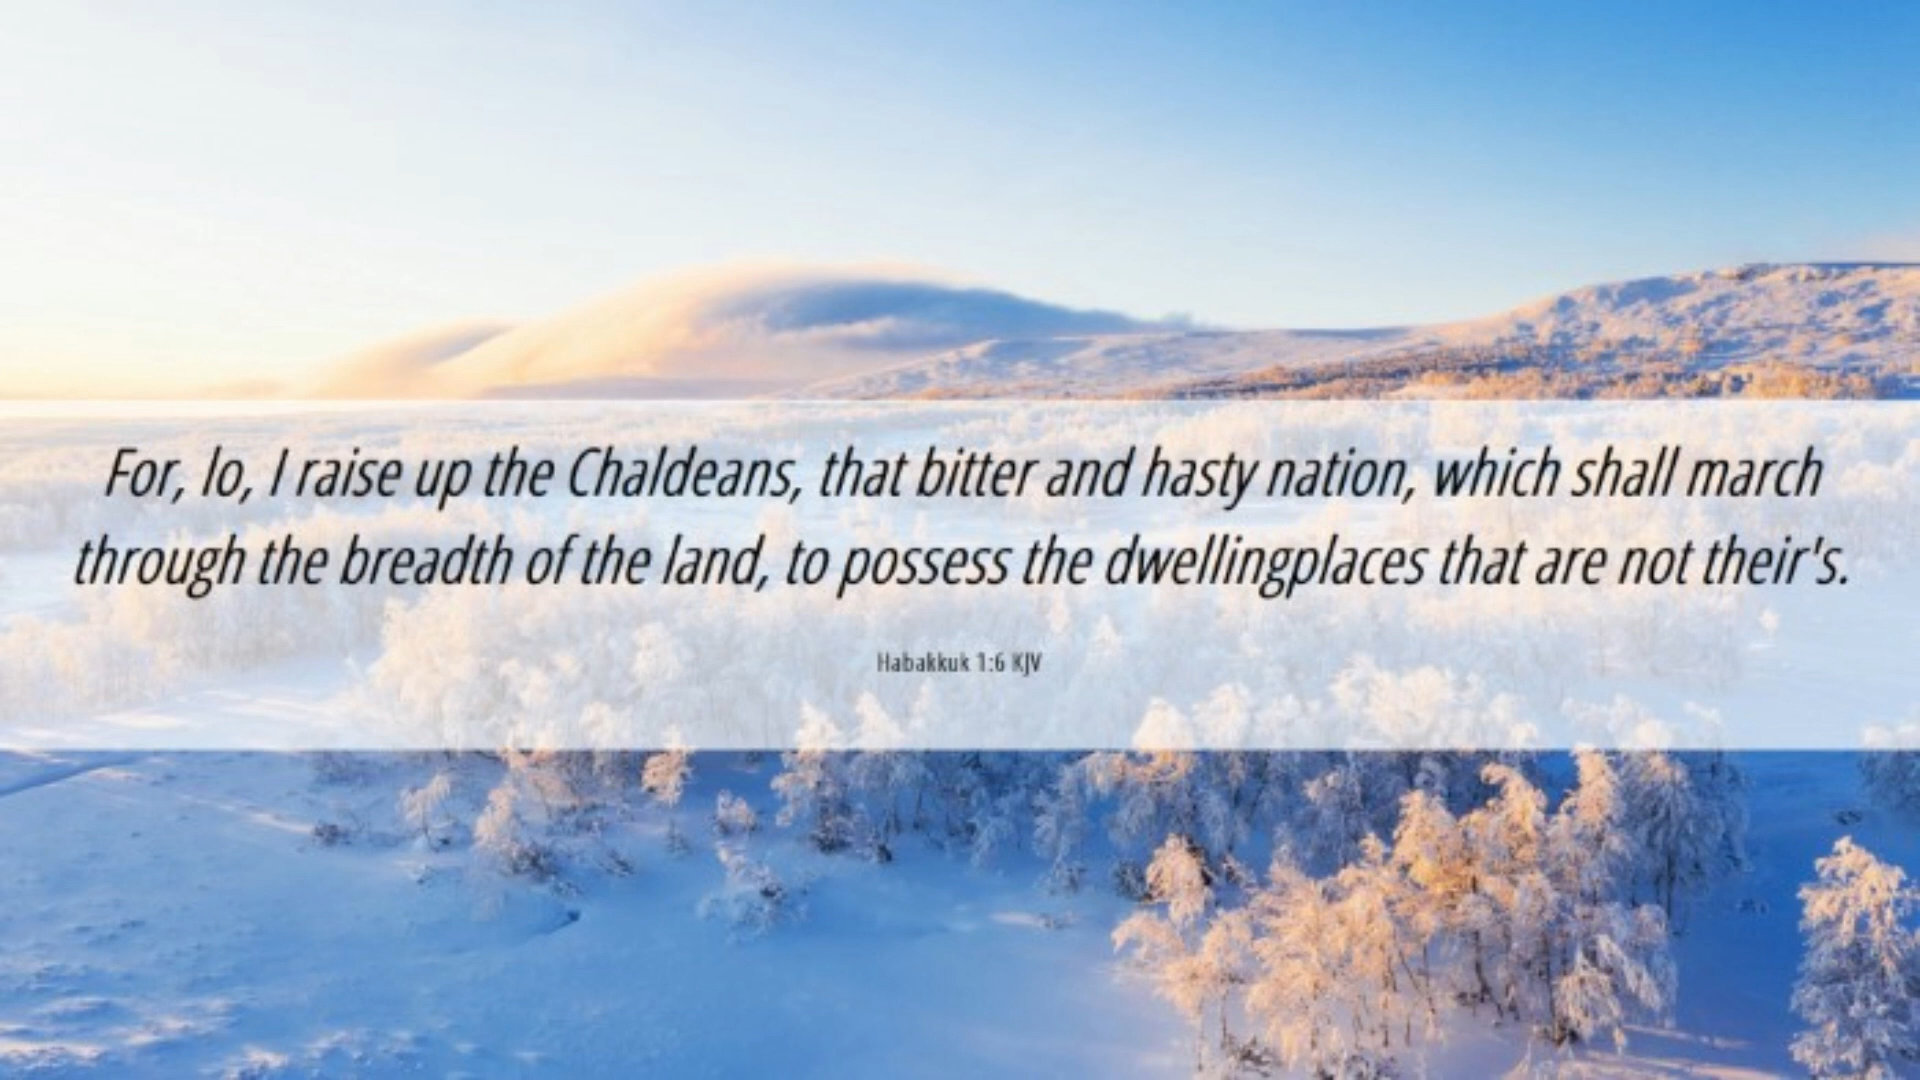 For, lo, I raise up the Chaldeans, that bitter and hasty nation, which shall march
through the breadth of the land, to possess the dwellingplaces that are not their's.
Habakkuk 1:6 KJV